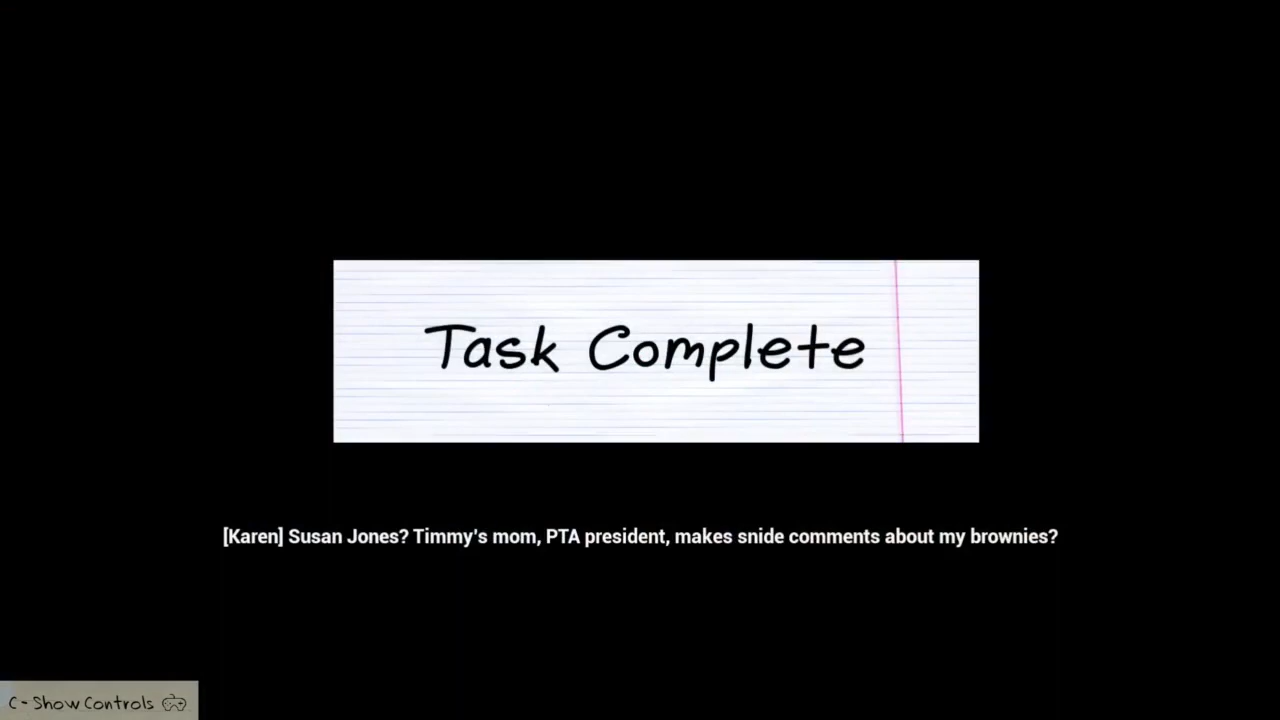 Task Complete
[Karen] Susan Jones? Timmy's mom, PTA president, makes snide comments about my brownies?
C - Show Controls